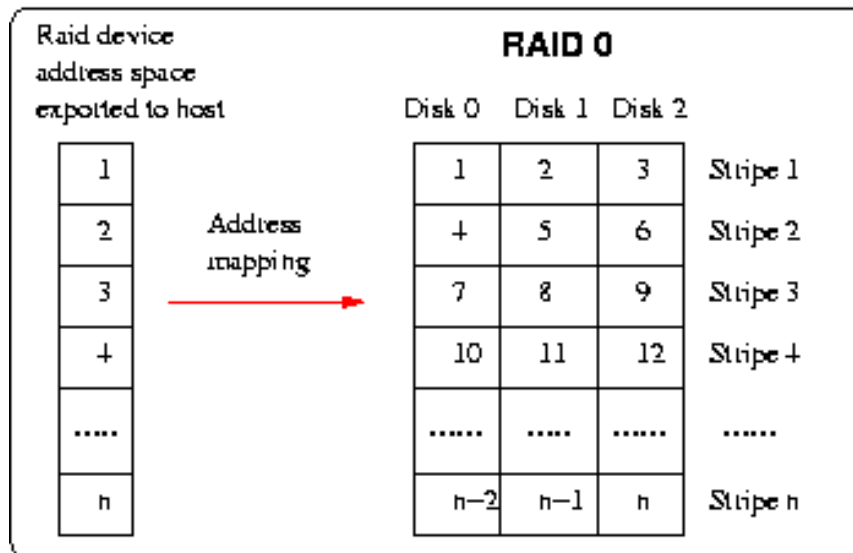 Raid device
address space
exported to host
RAID 0
Disk 0 Disk 1 Disk 2
1
2
3
4
.....
n
Address
mapping
1 2 3 Stripe 1
4 5 6 Stripe 2
7 8 9 Stripe 3
10 11 12 Stripe 4
...... ..... ...... ......
n-2 n-1 n Stripe n